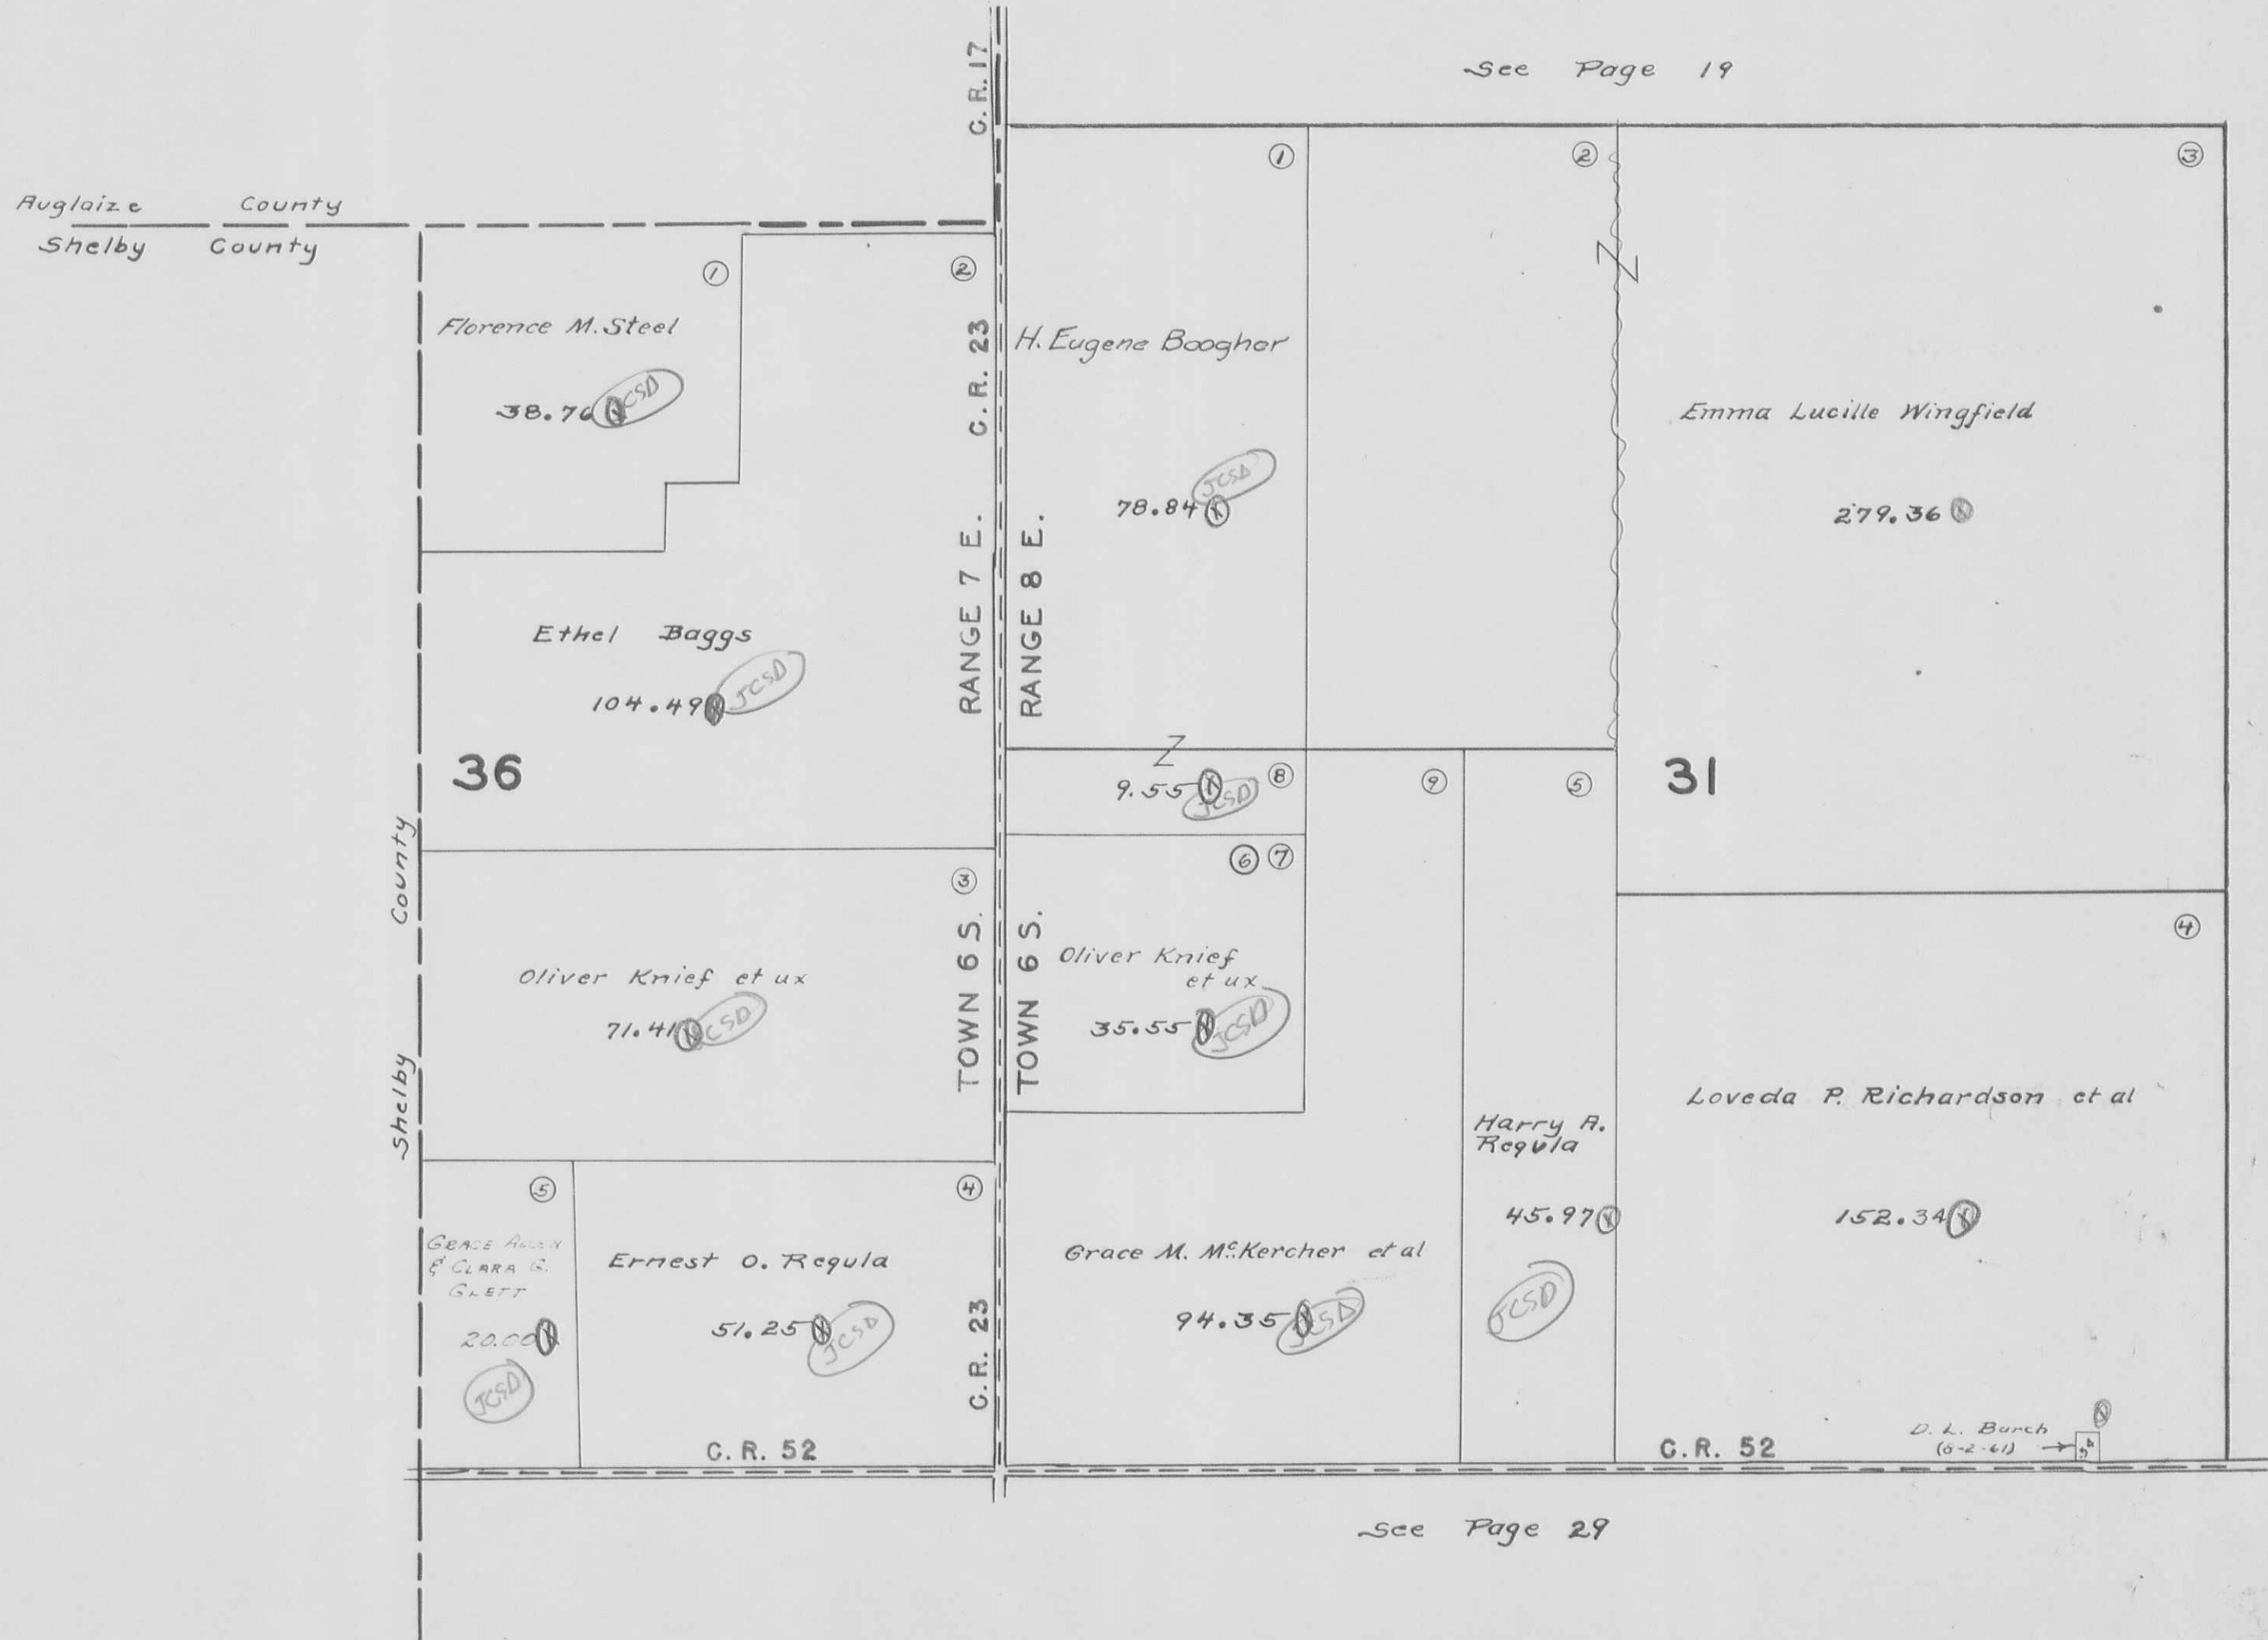 See Page 19
C.R. 17
Auglaize County
Shelby County
①
②
③
①
②
Florence M. Steel
38.76 Ⓧ JCSD
C.R. 23
H. Eugene Boogher
78.84 Ⓧ JCSD
Emma Lucille Wingfield
279.36 Ⓧ
RANGE 7 E.
RANGE 8 E.
Ethel Baggs
104.49 Ⓧ JCSD
36
Z
Z
9.55 Ⓧ JCSD
⑧
⑨
⑤
31
Shelby County
③
TOWN 6 S.
TOWN 6 S.
⑥ ⑦
④
Oliver Knief et ux
71.41 Ⓧ JCSD
Oliver Knief
et ux
35.55 Ⓧ JCSD
Loveda P. Richardson et al
152.34 Ⓧ
Harry A.
Regula
45.97 Ⓧ
JCSD
⑤
④
GRACE
& CLARA G.
GLETT
20.00 Ⓧ
JCSD
Ernest O. Regula
51.25 Ⓧ JCSD
C.R. 23
Grace M. McKercher et al
94.35 Ⓧ JCSD
C.R. 52
C.R. 52
D. L. Burch
Ⓧ
See Page 29